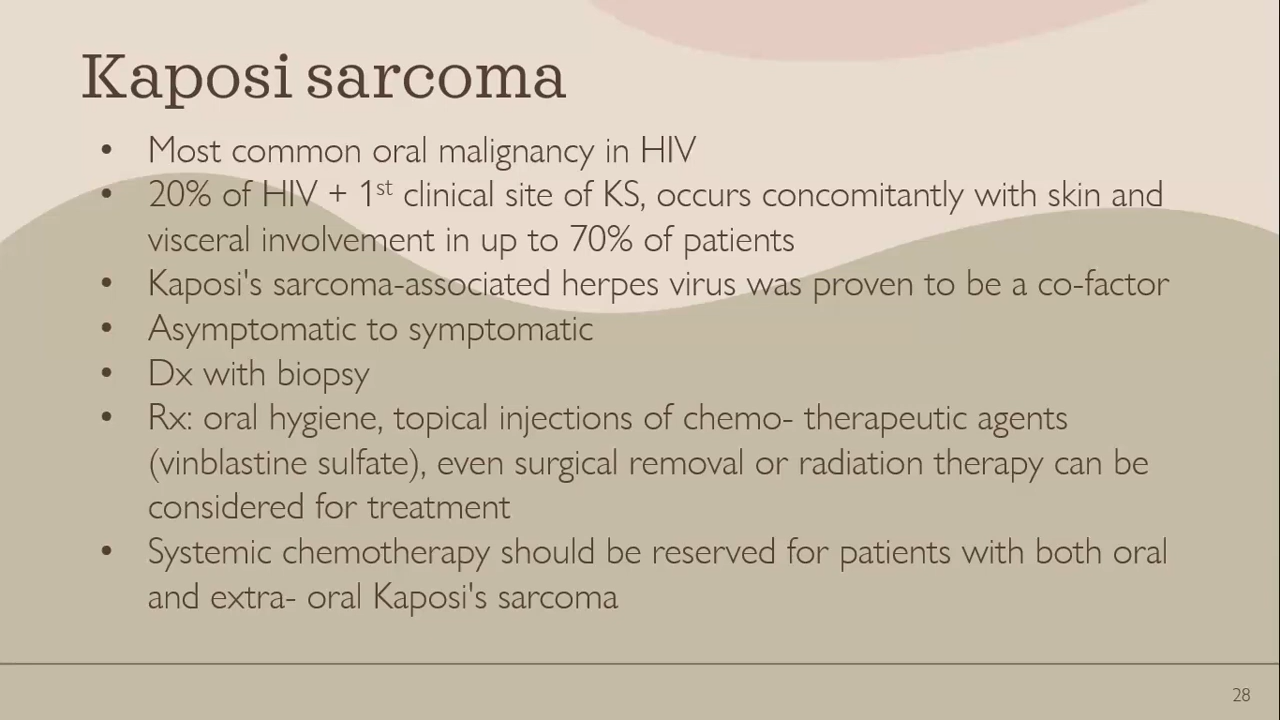 Kaposi sarcoma
• Most common oral malignancy in HIV
• 20% of HIV + 1st clinical site of KS, occurs concomitantly with skin and
visceral involvement in up to 70% of patients
• Kaposi's sarcoma-associated herpes virus was proven to be a co-factor
• Asymptomatic to symptomatic
• Dx with biopsy
• Rx: oral hygiene, topical injections of chemo- therapeutic agents
(vinblastine sulfate), even surgical removal or radiation therapy can be
considered for treatment
• Systemic chemotherapy should be reserved for patients with both oral
and extra- oral Kaposi's sarcoma
28